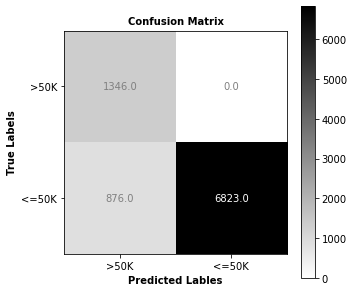 Confusion Matrix
>50K
1346.0
0.0
<=50K
876.0
6823.0
>50K
<=50K
True Labels
Predicted Lables
6000
5000
4000
3000
2000
1000
0